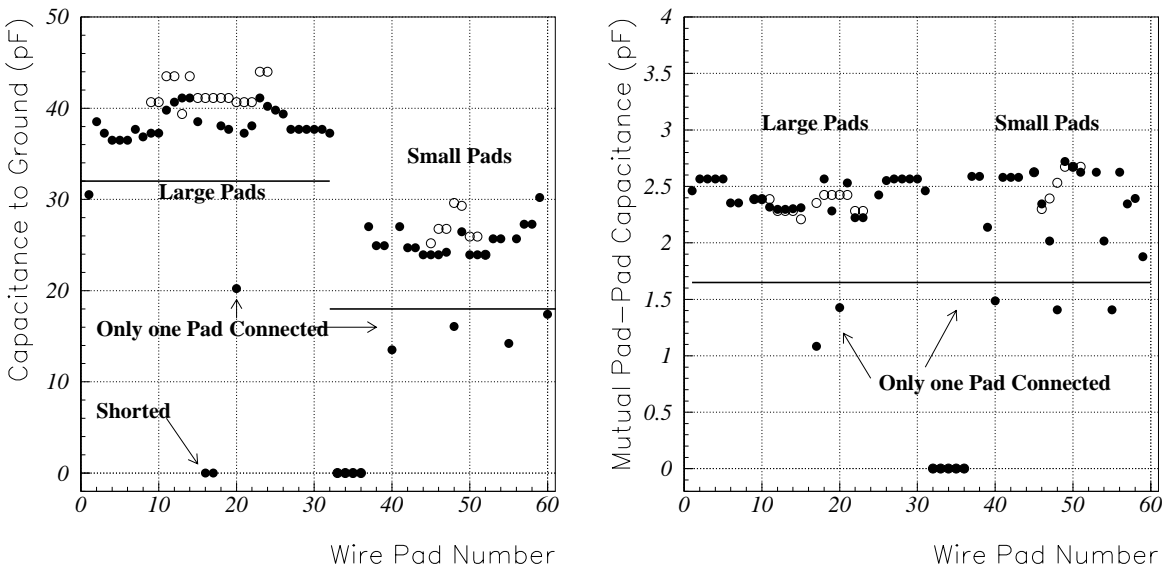 Capacitance to Ground (pF)
50
40
30
20
10
0
Large Pads
Small Pads
Only one Pad Connected
Shorted
0 10 20 30 40 50 60
Wire Pad Number
Mutual Pad-Pad Capacitance (pF)
4
3.5
3
2.5
2
1.5
1
0.5
0
Large Pads
Small Pads
Only one Pad Connected
0 10 20 30 40 50 60
Wire Pad Number